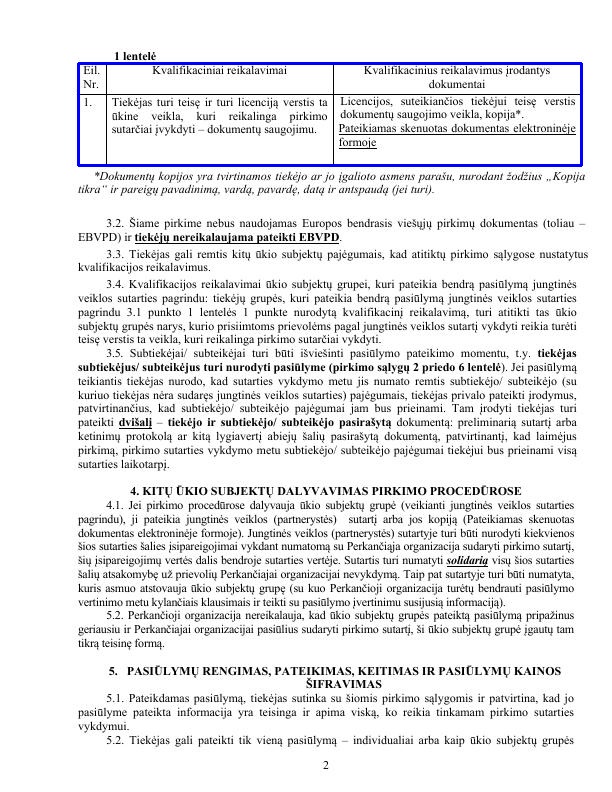 1 lentelė
Eil. Nr.
Kvalifikaciniai reikalavimai
Kvalifikacinius reikalavimus įrodantys dokumentai
1.
Tiekėjas turi teisę ir turi licenciją verstis ta
ūkine veikla, kuri reikalinga pirkimo
sutarčiai įvykdyti – dokumentų saugojimu.
Licencijos, suteikiančios tiekėjui teisę verstis
dokumentų saugojimo veikla, kopija*.
Pateikiamas skenuotas dokumentas elektroninėje
formoje
*Dokumentų kopijos yra tvirtinamos tiekėjo ar jo įgalioto asmens parašu, nurodant žodžius „Kopija
tikra“ ir pareigų pavadinimą, vardą, pavardę, datą ir antspaudą (jei turi).
3.2. Šiame pirkime nebus naudojamas Europos bendrasis viešųjų pirkimų dokumentas (toliau –
EBVPD) ir tiekėjų nereikalaujama pateikti EBVPD.
3.3. Tiekėjas gali remtis kitų ūkio subjektų pajėgumais, kad atitiktų pirkimo sąlygose nustatytus
kvalifikacijos reikalavimus.
3.4. Kvalifikacijos reikalavimai ūkio subjektų grupei, kuri pateikia bendrą pasiūlymą jungtinės
veiklos sutarties pagrindu: tiekėjų grupės, kuri pateikia bendrą pasiūlymą jungtinės veiklos sutarties
pagrindu 3.1 punkto 1 lentelės 1 punkte nurodytą kvalifikacinį reikalavimą, turi atitikti tas ūkio
subjektų grupės narys, kurio prisiimtoms prievolėms pagal jungtinės veiklos sutartį vykdyti reikia turėti
teisę verstis ta veikla, kuri reikalinga pirkimo sutarčiai vykdyti.
3.5. Subtiekėjai/ subteikėjai turi būti išviešinti pasiūlymo pateikimo momentu, t.y. tiekėjas
subtiekėjus/ subteikėjus turi nurodyti pasiūlyme (pirkimo sąlygų 2 priedo 6 lentelė). Jei pasiūlymą
teikiantis tiekėjas nurodo, kad sutarties vykdymo metu jis numato remtis subtiekėjo/ subteikėjo (su
kuriuo tiekėjas nėra sudaręs jungtinės veiklos sutarties) pajėgumais, tiekėjas privalo pateikti įrodymus,
patvirtinančius, kad subtiekėjo/ subteikėjo pajėgumai jam bus prieinami. Tam įrodyti tiekėjas turi
pateikti dvišalį – tiekėjo ir subtiekėjo/ subteikėjo pasirašytą dokumentą: preliminarią sutartį arba
ketinimų protokolą ar kitą lygiavertį abiejų šalių pasirašytą dokumentą, patvirtinantį, kad laimėjus
pirkimą, pirkimo sutarties vykdymo metu subtiekėjo/ subteikėjo pajėgumai tiekėjui bus prieinami visą
sutarties laikotarpį.
4. KITŲ ŪKIO SUBJEKTŲ DALYVAVIMAS PIRKIMO PROCEDŪROSE
4.1. Jei pirkimo procedūrose dalyvauja ūkio subjektų grupė (veikianti jungtinės veiklos sutarties
pagrindu), ji pateikia jungtinės veiklos (partnerystės) sutartį arba jos kopiją (Pateikiamas skenuotas
dokumentas elektroninėje formoje). Jungtinės veiklos (partnerystės) sutartyje turi būti nurodyti kiekvienos
šios sutarties šalies įsipareigojimai vykdant numatomą su Perkančiąja organizacija sudaryti pirkimo sutartį,
šių įsipareigojimų vertės dalis bendroje sutarties vertėje. Sutartis turi numatyti solidarią visų šios sutarties
šalių atsakomybę už prievolių Perkančiajai organizacijai nevykdymą. Taip pat sutartyje turi būti numatyta,
kuris asmuo atstovauja ūkio subjektų grupę (su kuo Perkančioji organizacija turėtų bendrauti pasiūlymo
vertinimo metu kylančiais klausimais ir teikti su pasiūlymo įvertinimu susijusią informaciją).
5.2. Perkančioji organizacija nereikalauja, kad ūkio subjektų grupės pateiktą pasiūlymą pripažinus
geriausiu ir Perkančiajai organizacijai pasiūlius sudaryti pirkimo sutartį, ši ūkio subjektų grupė įgautų tam
tikrą teisinę formą.
5. PASIŪLYMŲ RENGIMAS, PATEIKIMAS, KEITIMAS IR PASIŪLYMŲ KAINOS
ŠIFRAVIMAS
5.1. Pateikdamas pasiūlymą, tiekėjas sutinka su šiomis pirkimo sąlygomis ir patvirtina, kad jo
pasiūlyme pateikta informacija yra teisinga ir apima viską, ko reikia tinkamam pirkimo sutarties
vykdymui.
5.2. Tiekėjas gali pateikti tik vieną pasiūlymą – individualiai arba kaip ūkio subjektų grupės
2